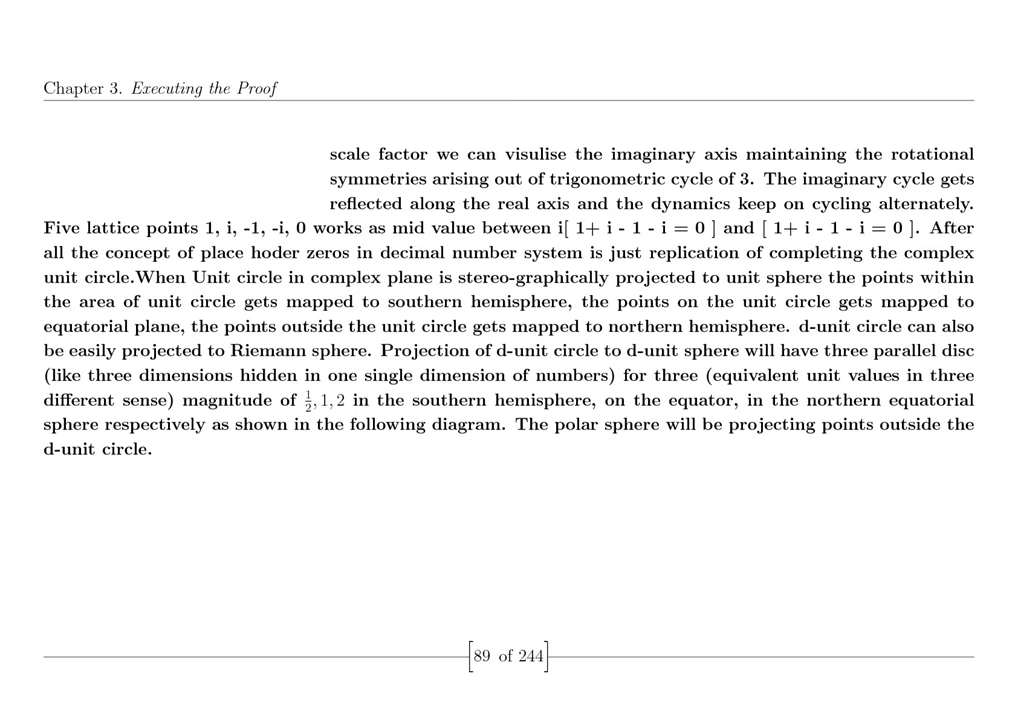 Chapter 3. Executing the Proof
scale factor we can visulise the imaginary axis maintaining the rotational
symmetries arising out of trigonometric cycle of 3. The imaginary cycle gets
reflected along the real axis and the dynamics keep on cycling alternately.
Five lattice points 1, i, -1, -i, 0 works as mid value between i[ 1+ i - 1 - i = 0 ] and [ 1+ i - 1 - i = 0 ]. After
all the concept of place hoder zeros in decimal number system is just replication of completing the complex
unit circle.When Unit circle in complex plane is stereo-graphically projected to unit sphere the points within
the area of unit circle gets mapped to southern hemisphere, the points on the unit circle gets mapped to
equatorial plane, the points outside the unit circle gets mapped to northern hemisphere. d-unit circle can also
be easily projected to Riemann sphere. Projection of d-unit circle to d-unit sphere will have three parallel disc
(like three dimensions hidden in one single dimension of numbers) for three (equivalent unit values in three
different sense) magnitude of 1/2, 1, 2 in the southern hemisphere, on the equator, in the northern equatorial
sphere respectively as shown in the following diagram. The polar sphere will be projecting points outside the
d-unit circle.
[89 of 244]